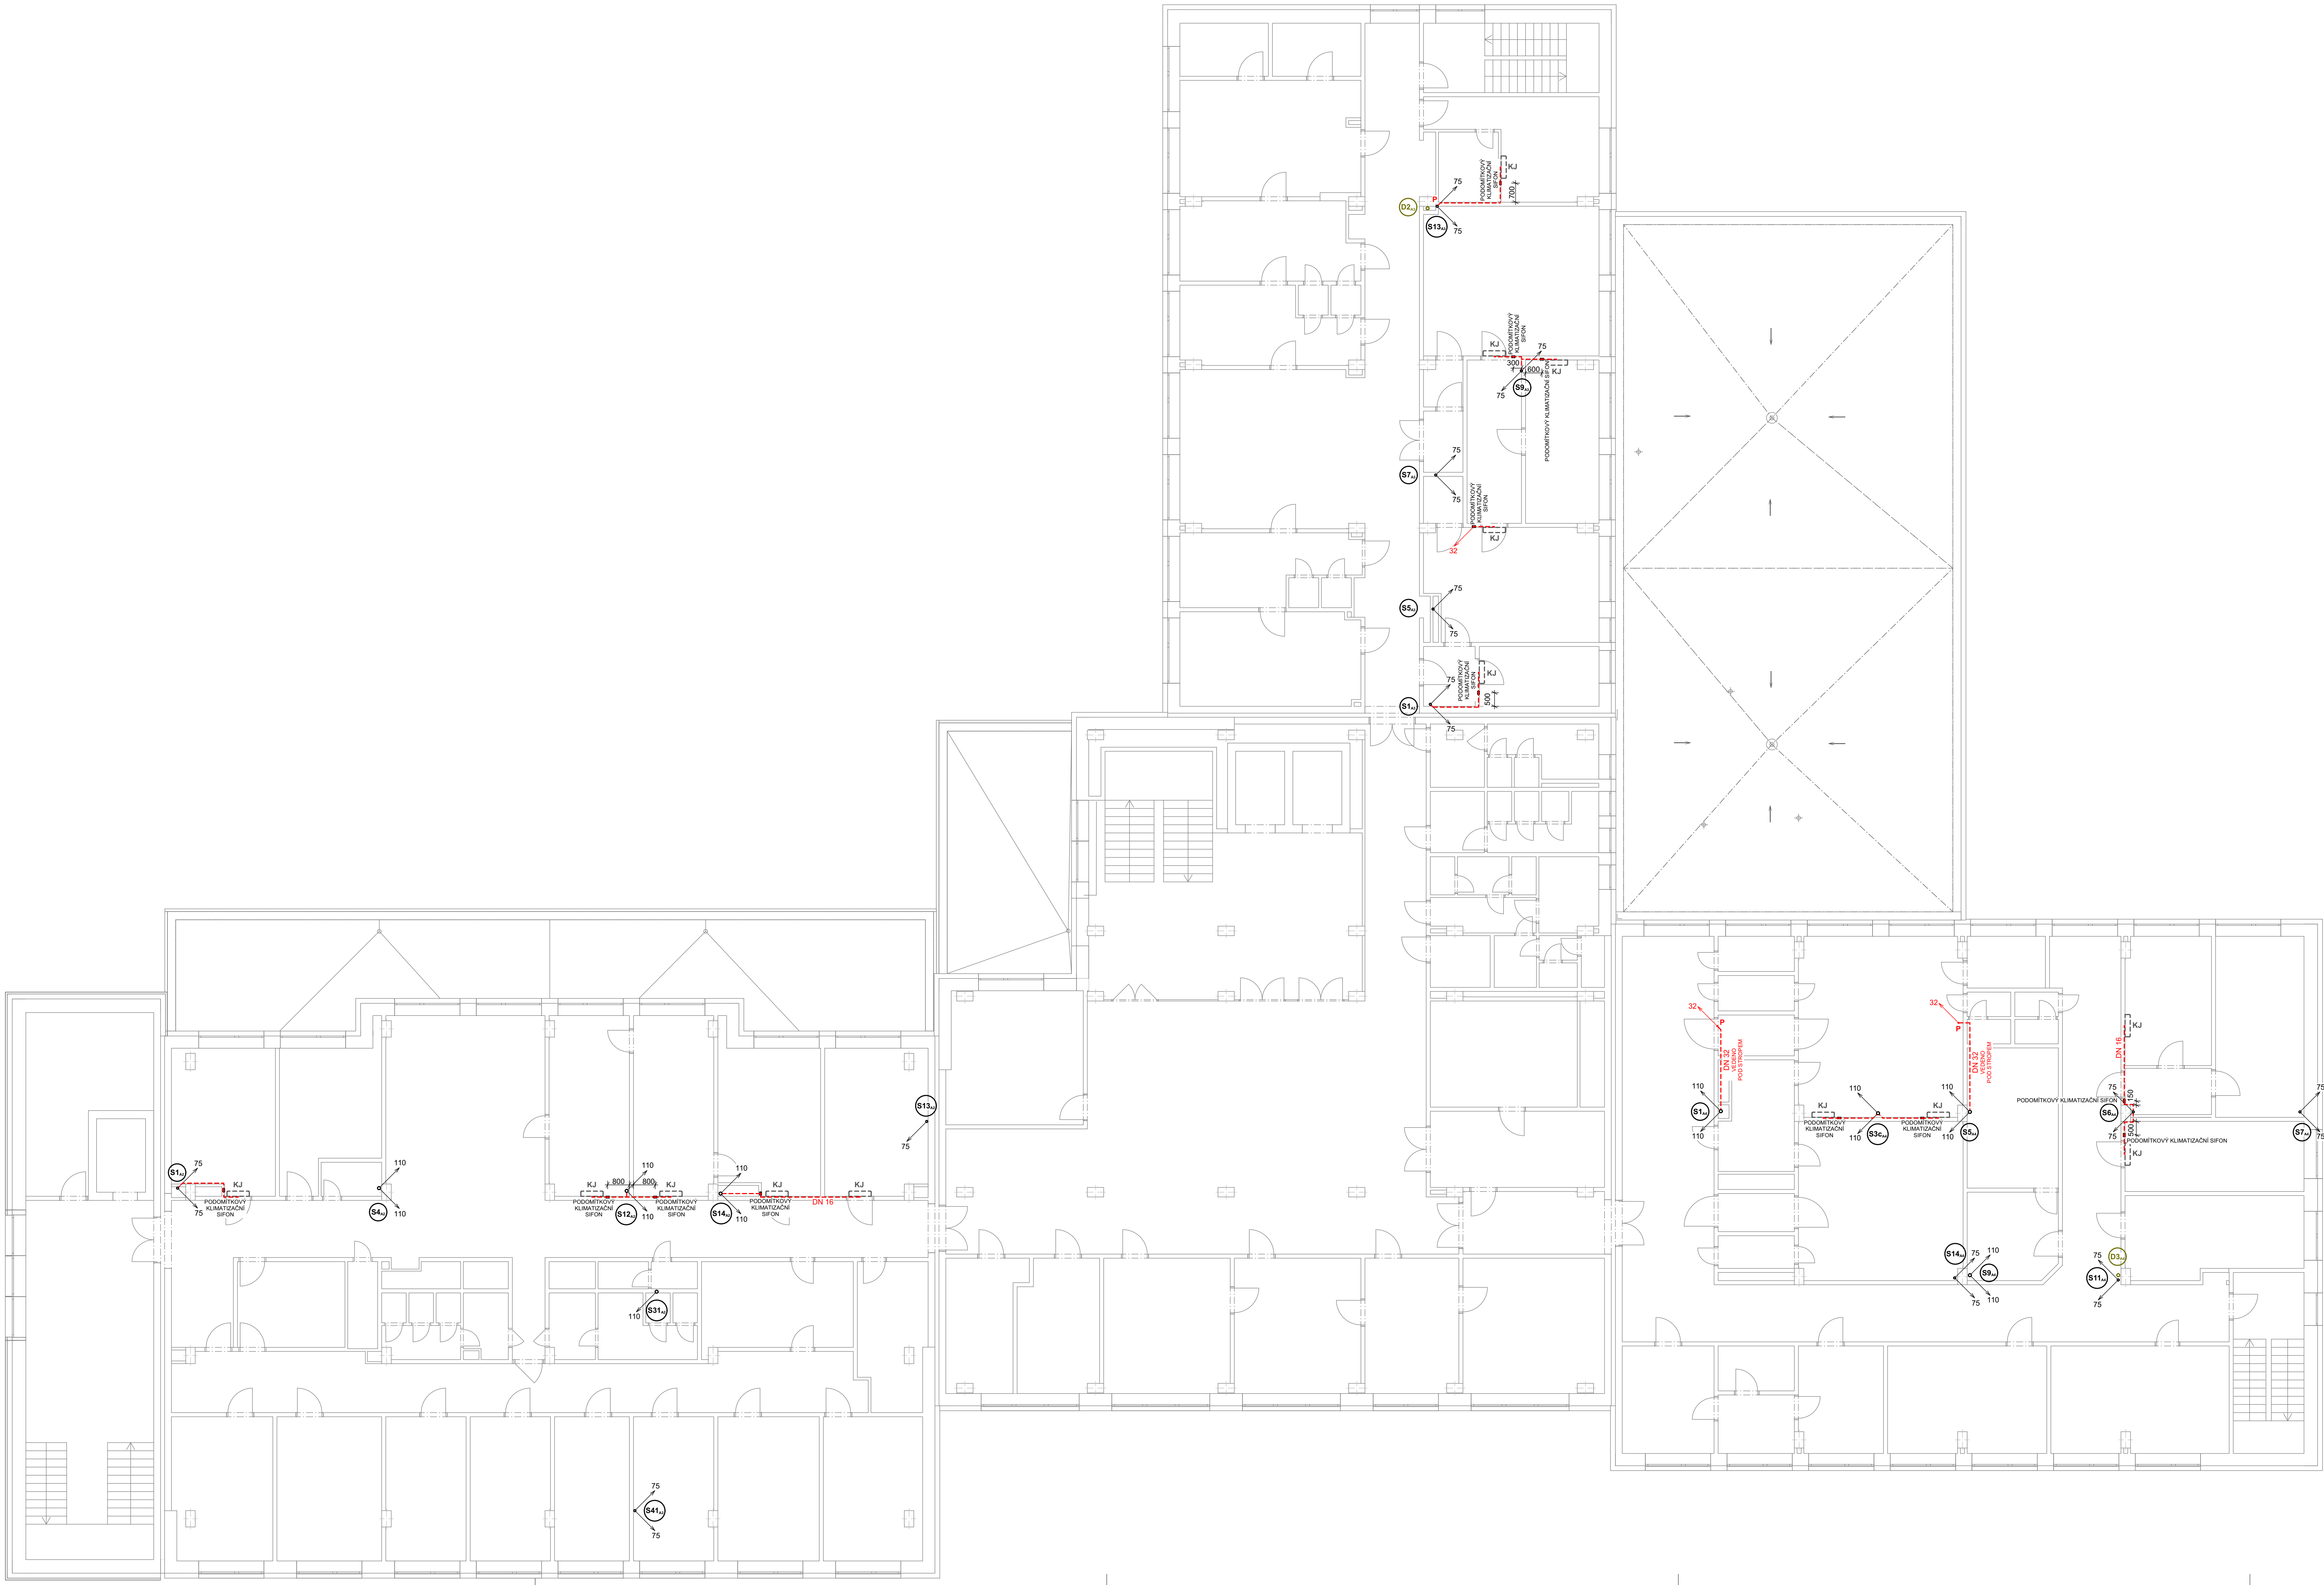 PODOMÍTKOVÝ
KLIMATIZAČNÍ
SIFON
KJ
700
75
P
D2
S13
75
PODOMÍTKOVÝ
KLIMATIZAČNÍ
SIFON
KJ
75
300
600
KJ
75
S9
PODOMÍTKOVÝ KLIMATIZAČNÍ SIFON
75
S7
75
PODOMÍTKOVÝ
KLIMATIZAČNÍ
SIFON
KJ
32
75
S5
75
PODOMÍTKOVÝ
KLIMATIZAČNÍ
SIFON
KJ
75
500
S1
75
S1
75
75
KJ
PODOMÍTKOVÝ
KLIMATIZAČNÍ
SIFON
110
S4
110
KJ
800
800
KJ
110
PODOMÍTKOVÝ
KLIMATIZAČNÍ
SIFON
S12
110
PODOMÍTKOVÝ
KLIMATIZAČNÍ
SIFON
110
S14
110
KJ
PODOMÍTKOVÝ
KLIMATIZAČNÍ
SIFON
KJ
DN 16
S13
75
110
S31
75
S41
75
32
P
DN 32
VEDENO
POD STROPEM
110
S1
110
KJ
PODOMÍTKOVÝ
KLIMATIZAČNÍ
SIFON
110
110
S3c
KJ
PODOMÍTKOVÝ
KLIMATIZAČNÍ
SIFON
32
P
DN 32
VEDENO
POD STROPEM
110
110
S5
KJ
DN 16
75
150
PODOMÍTKOVÝ KLIMATIZAČNÍ SIFON
S6
75
500
PODOMÍTKOVÝ KLIMATIZAČNÍ SIFON
KJ
75
S7
75
S14
75
110
S9
75
110
75
D3
S11
75